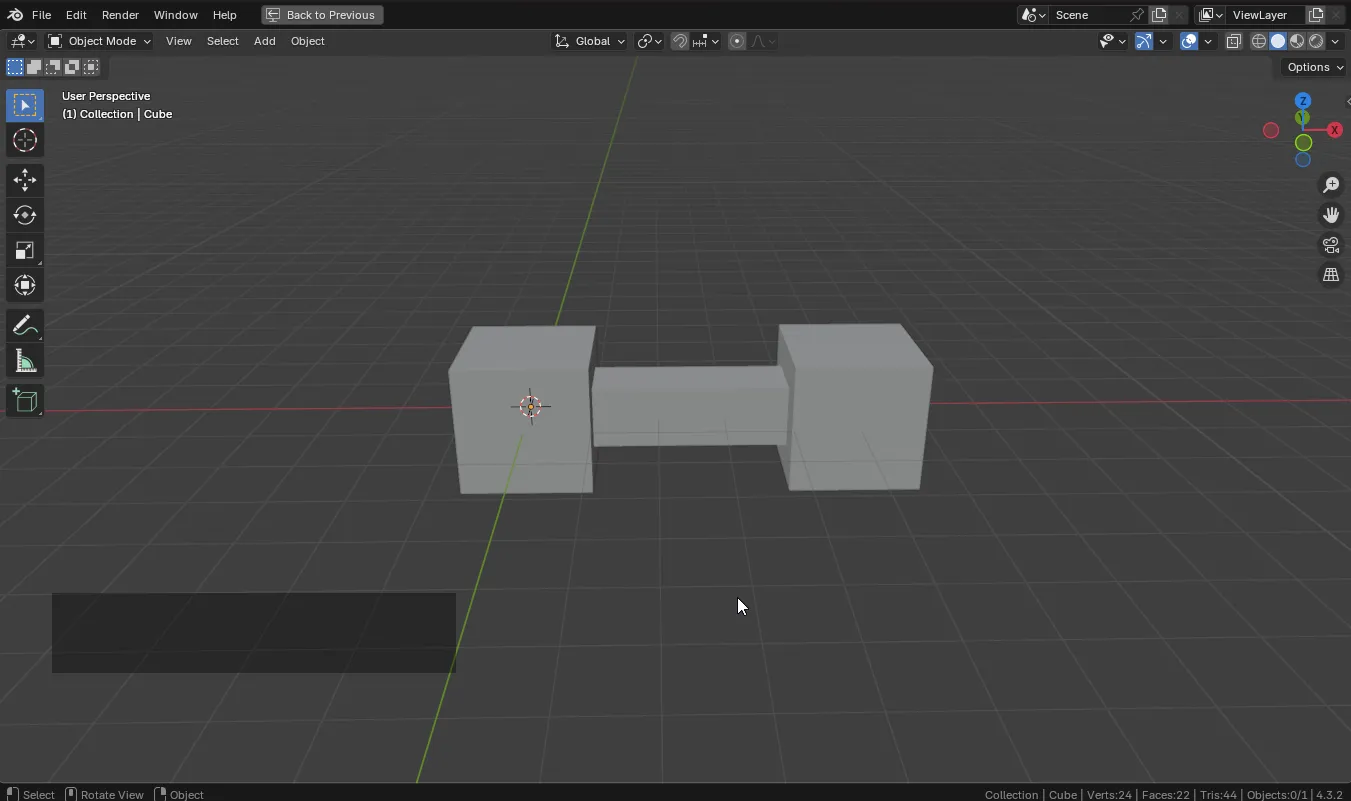 File Edit Render Window Help Back to Previous Scene ViewLayer
Object Mode View Select Add Object Global
Options
User Perspective
(1) Collection | Cube
Z
Y
X
Select Rotate View Object Collection | Cube | Verts:24 | Faces:22 | Tris:44 | Objects:0/1 | 4.3.2